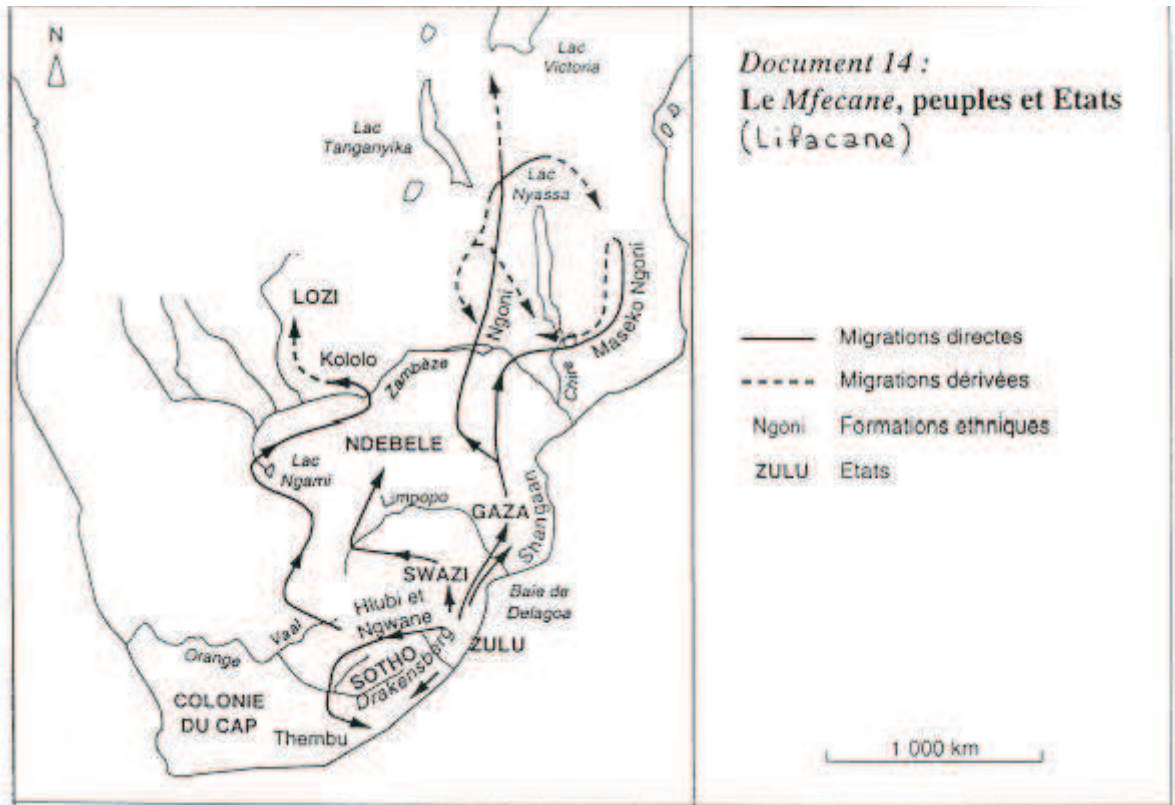 N
Lac
Victoria
Lac
Tanganyika
Lac
Nyassa
LOZI
Kololo
Zambèze
Ngoni
Maseko Ngoni
Chire
NDEBELE
Lac
Ngami
Limpopo
GAZA
Shangaan
SWAZI
Baie de
Delagoa
Hlubi et
Ngwane
Vaal
ZULU
Orange
SOTHO
Drakensberg
COLONIE
DU CAP
Thembu
Document 14 :
Le Mfecane, peuples et Etats
(Lifacane)
Migrations directes
Migrations dérivées
Ngoni Formations ethniques
ZULU Etats
1 000 km